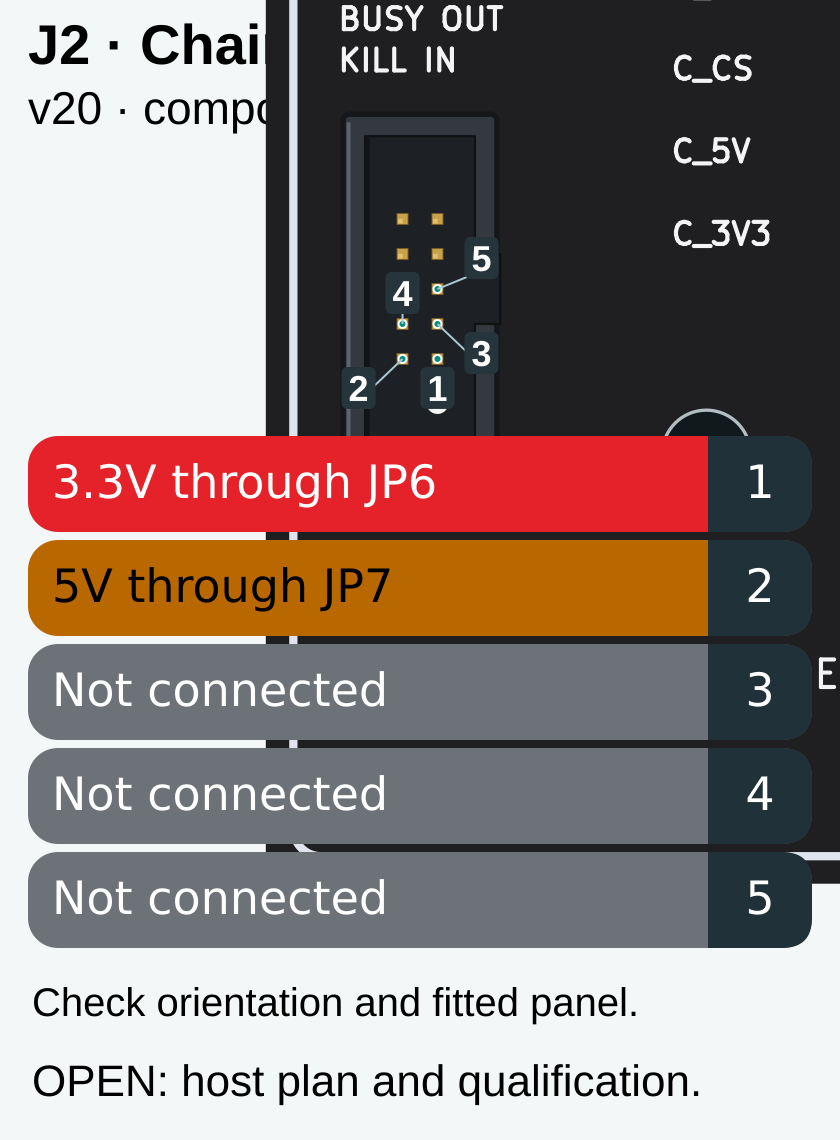 BUSY OUT
KILL IN
J2 · Chai
v20 · compo
C_CS
C_5V
C_3V3
5
4
3
2
1
3.3V through JP6 1
5V through JP7 2
Not connected 3
E
Not connected 4
Not connected 5
Check orientation and fitted panel.
OPEN: host plan and qualification.